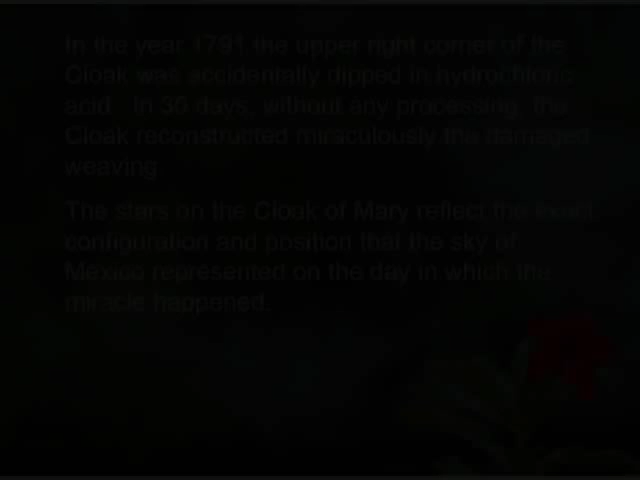 In the year 1791 the upper right corner of the
Cloak was accidentally dipped in hydrochloric
acid. In 30 days, without any processing, the
Cloak reconstructed miraculously the damaged
weaving.
The stars on the Cloak of Mary reflect the exact
configuration and position that the sky of
Mexico represented on the day in which the
miracle happened.